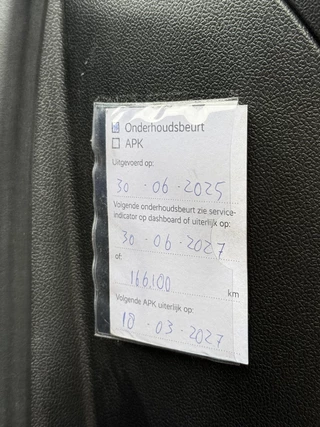 Onderhoudsbeurt
APK
Uitgevoerd op:
30 · 06 · 2025
Volgende onderhoudsbeurt zie service-
indicator op dashboard of uiterlijk op:
30 · 06 · 2027
of:
166.100 km
Volgende APK uiterlijk op:
18 · 03 · 2027